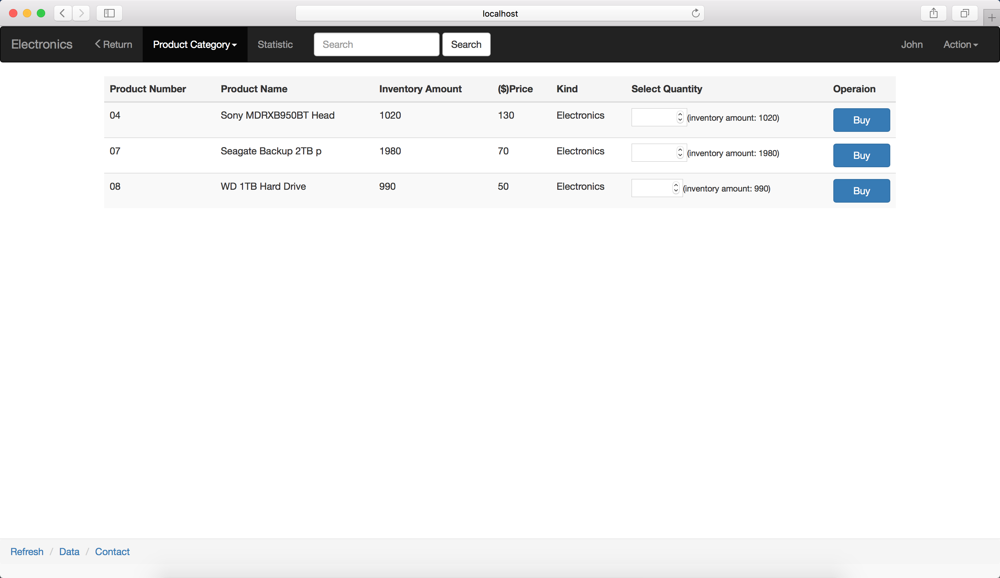 localhost
Electronics Return Product Category Statistic Search Search John Action
Product Number Product Name Inventory Amount ($)Price Kind Select Quantity Operaion
04 Sony MDRXB950BT Head 1020 130 Electronics (inventory amount: 1020) Buy
07 Seagate Backup 2TB p 1980 70 Electronics (inventory amount: 1980) Buy
08 WD 1TB Hard Drive 990 50 Electronics (inventory amount: 990) Buy
Refresh / Data / Contact